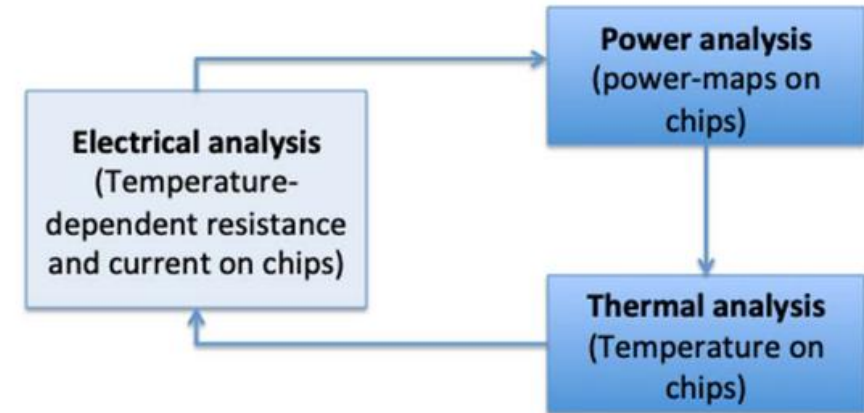 Power analysis
(power-maps on
chips)
Electrical analysis
(Temperature-
dependent resistance
and current on chips)
Thermal analysis
(Temperature on
chips)